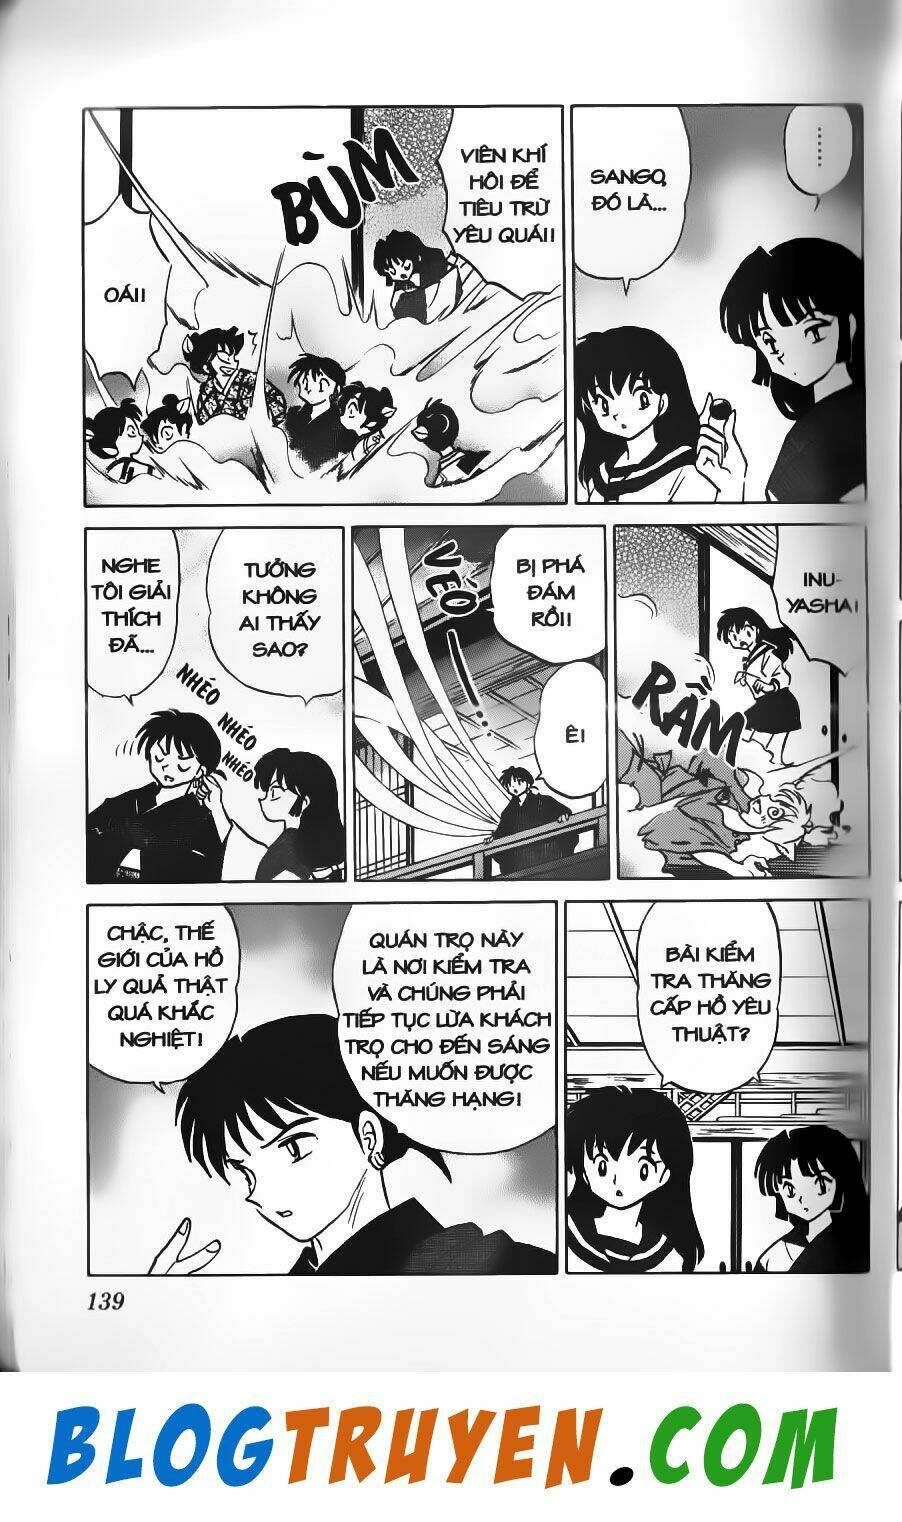 ......
SANGO,
ĐÓ LÀ...
VIÊN KHÍ
HÔI ĐỂ
TIÊU TRỪ
YÊU QUÁI!
BÙM
OÁI!
INU-
YASHA!
RẦM
BỊ PHÁ
ĐÁM
RỒI!
VÈO
Ê!
TƯỞNG
KHÔNG
AI THẤY
SAO?
NGHE
TÔI GIẢI
THÍCH
ĐÃ...
NHÉO
NHÉO
NHÉO
BÀI KIỂM
TRA THĂNG
CẤP HỒ YÊU
THUẬT?
QUÁN TRỌ NÀY
LÀ NƠI KIỂM TRA
VÀ CHÚNG PHẢI
TIẾP TỤC LỪA KHÁCH
TRỌ CHO ĐẾN SÁNG
NẾU MUỐN ĐƯỢC
THĂNG HẠNG!
CHẬC, THẾ
GIỚI CỦA HỒ
LY QUẢ THẬT
QUÁ KHẮC
NGHIỆT!
139
BLOGTRUYEN.COM